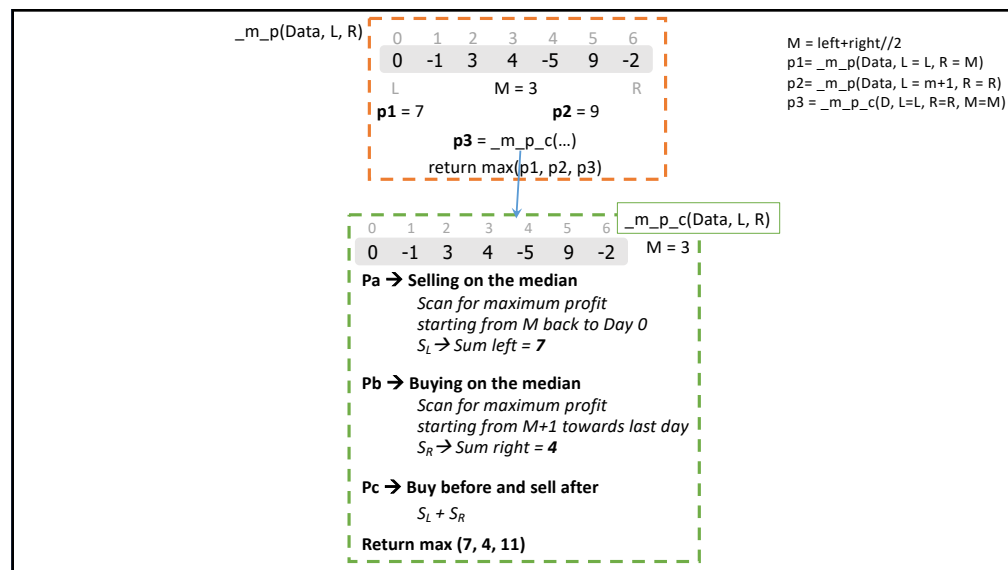 _m_p(Data, L, R)
0 1 2 3 4 5 6
0 -1 3 4 -5 9 -2
L M = 3 R
p1 = 7 p2 = 9
p3 = _m_p_c(…)
return max(p1, p2, p3)
M = left+right//2
p1= _m_p(Data, L = L, R = M)
p2= _m_p(Data, L = m+1, R = R)
p3 = _m_p_c(D, L=L, R=R, M=M)
_m_p_c(Data, L, R)
0 1 2 3 4 5 6
0 -1 3 4 -5 9 -2 M = 3
Pa → Selling on the median
Scan for maximum profit
starting from M back to Day 0
SL → Sum left = 7
Pb → Buying on the median
Scan for maximum profit
starting from M+1 towards last day
SR → Sum right = 4
Pc → Buy before and sell after
SL + SR
Return max (7, 4, 11)